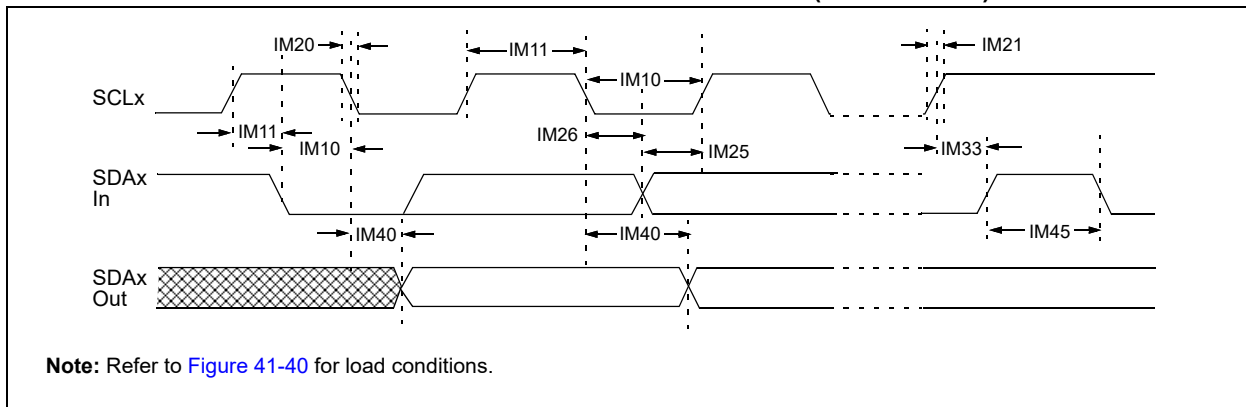 IM20
IM11
IM21
IM10
SCLx
IM11
IM26
IM10
IM25
IM33
SDAx
In
IM40
IM40
IM45
SDAx
Out
Note: Refer to Figure 41-40 for load conditions.